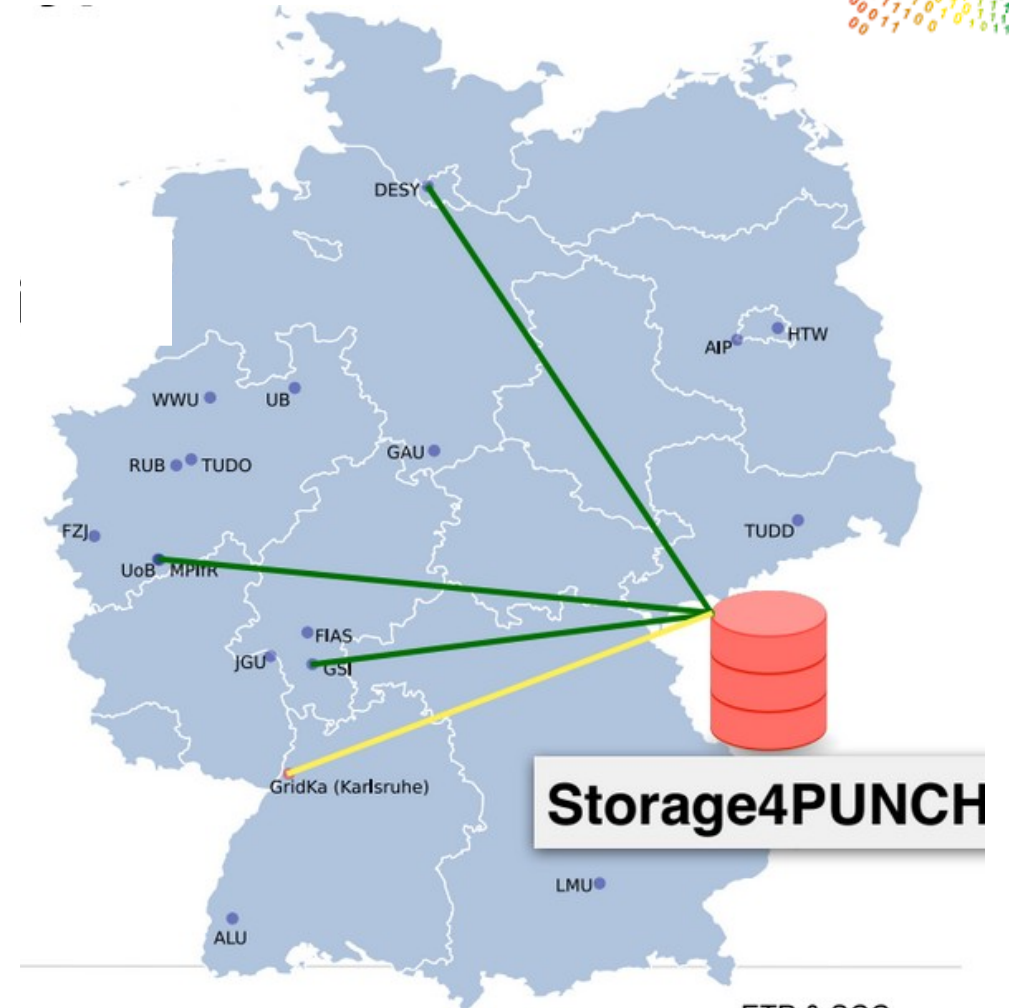 DESY
HTW
AIP
WWU
UB
GAU
RUB
TUDO
FZJ
TUDD
UoB
MPIfR
FIAS
JGU
GSI
GridKa (Karlsruhe)
Storage4PUNCH
LMU
ALU